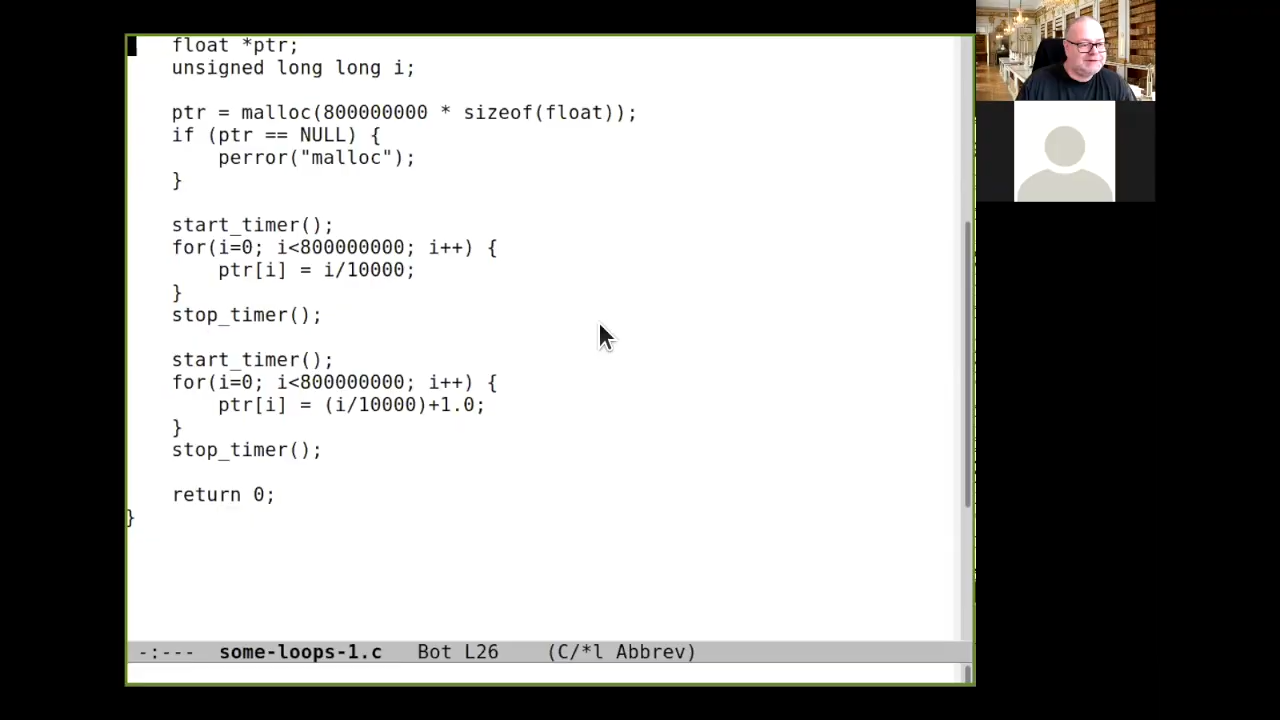 float *ptr;
unsigned long long i;
ptr = malloc(800000000 * sizeof(float));
if (ptr == NULL) {
perror("malloc");
}
start_timer();
for(i=0; i<800000000; i++) {
ptr[i] = i/10000;
}
stop_timer();
start_timer();
for(i=0; i<800000000; i++) {
ptr[i] = (i/10000)+1.0;
}
stop_timer();
return 0;
}
-:--- some-loops-1.c Bot L26 (C/*l Abbrev)